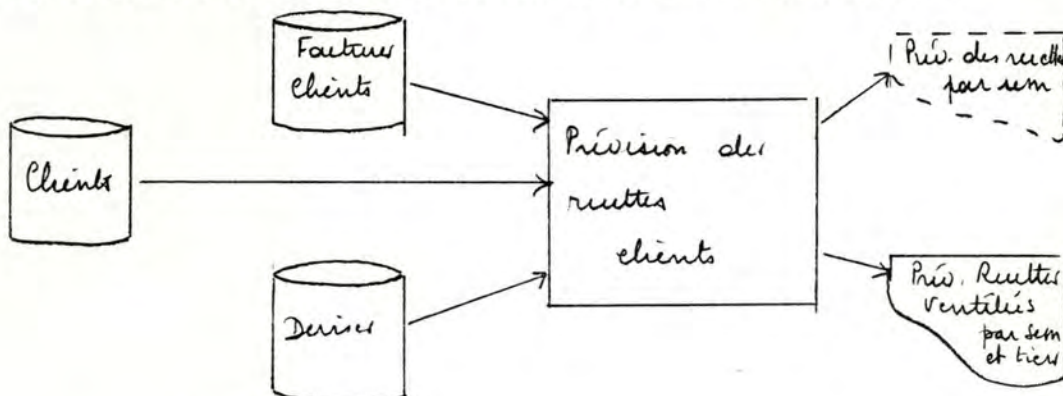 Factures
Clients
Clients
Devises
Prévision des
recettes
clients
Prév. des recettes
par sem
Prév. Recettes
Ventilées
par sem
et tiers